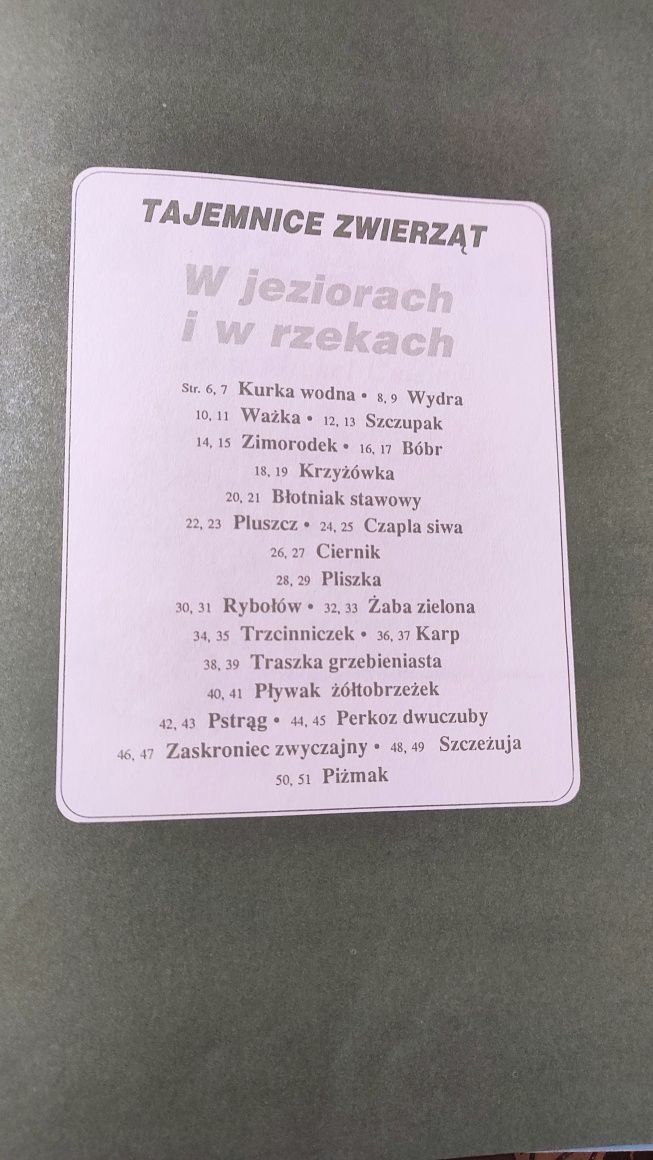 TAJEMNICE ZWIERZĄT
W jeziorach
i w rzekach
Str. 6, 7 Kurka wodna • 8, 9 Wydra
10, 11 Ważka • 12, 13 Szczupak
14, 15 Zimorodek • 16, 17 Bóbr
18, 19 Krzyżówka
20, 21 Błotniak stawowy
22, 23 Pluszcz • 24, 25 Czapla siwa
26, 27 Ciernik
28, 29 Pliszka
30, 31 Rybołów • 32, 33 Żaba zielona
34, 35 Trzcinniczek • 36, 37 Karp
38, 39 Traszka grzebieniasta
40, 41 Pływak żółtobrzeżek
42, 43 Pstrąg • 44, 45 Perkoz dwuczuby
46, 47 Zaskroniec zwyczajny • 48, 49 Szczeżuja
50, 51 Piżmak